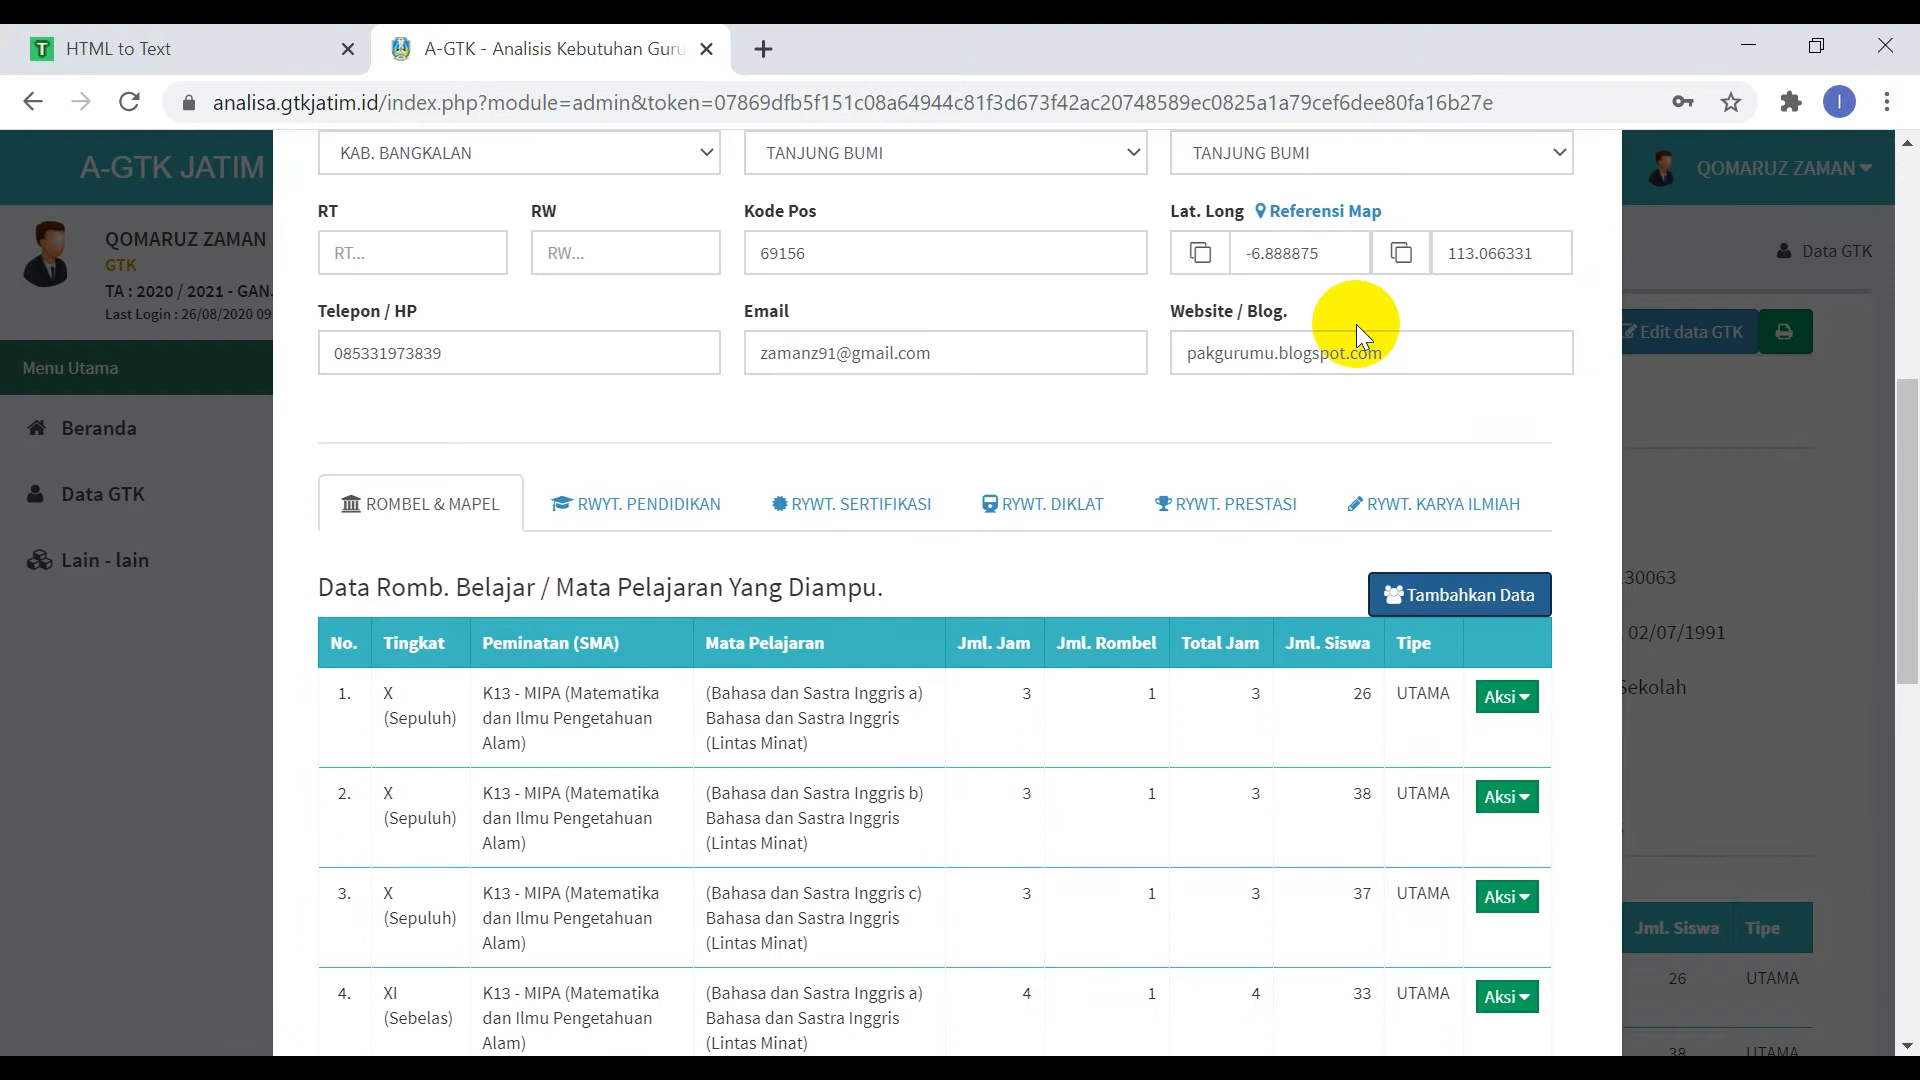 HTML to Text
A-GTK - Analisis Kebutuhan Guru
analisa.gtkjatim.id/index.php?module=admin&token=07869dfb5f151c08a64944c81f3d673f42ac20748589ec0825a1a79cef6dee80fa16b27e
I
A-GTK JATIM
QOMARUZ ZAMAN
QOMARUZ ZAMAN
GTK
TA : 2020 / 2021 - GAN.
Last Login : 26/08/2020 09
Menu Utama
Beranda
Data GTK
Lain - lain
KAB. BANGKALAN
TANJUNG BUMI
TANJUNG BUMI
RT
RW
Kode Pos
Lat. Long
Referensi Map
RT...
RW...
69156
-6.888875
113.066331
Telepon / HP
Email
Website / Blog.
085331973839
zamanz91@gmail.com
pakgurumu.blogspot.com
ROMBEL & MAPEL
RWYT. PENDIDIKAN
RYWT. SERTIFIKASI
RYWT. DIKLAT
RYWT. PRESTASI
RYWT. KARYA ILMIAH
Data Romb. Belajar / Mata Pelajaran Yang Diampu.
Tambahkan Data
No. Tingkat Peminatan (SMA) Mata Pelajaran Jml. Jam Jml. Rombel Total Jam Jml. Siswa Tipe
1. X K13 - MIPA (Matematika (Bahasa dan Sastra Inggris a) 3 1 3 26 UTAMA Aksi
(Sepuluh) dan Ilmu Pengetahuan Bahasa dan Sastra Inggris
Alam) (Lintas Minat)
2. X K13 - MIPA (Matematika (Bahasa dan Sastra Inggris b) 3 1 3 38 UTAMA Aksi
(Sepuluh) dan Ilmu Pengetahuan Bahasa dan Sastra Inggris
Alam) (Lintas Minat)
3. X K13 - MIPA (Matematika (Bahasa dan Sastra Inggris c) 3 1 3 37 UTAMA Aksi
(Sepuluh) dan Ilmu Pengetahuan Bahasa dan Sastra Inggris
Alam) (Lintas Minat)
4. XI K13 - MIPA (Matematika (Bahasa dan Sastra Inggris a) 4 1 4 33 UTAMA Aksi
(Sebelas) dan Ilmu Pengetahuan Bahasa dan Sastra Inggris
Alam) (Lintas Minat)
Data GTK
Edit data GTK
30063
02/07/1991
Sekolah
Jml. Siswa Tipe
26 UTAMA
38 UTAMA